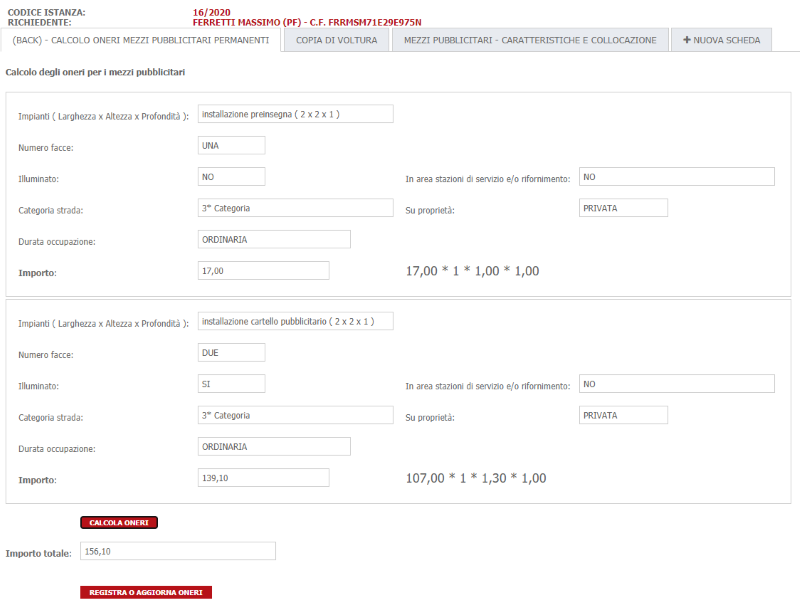 CODICE ISTANZA: 16/2020
RICHIEDENTE: FERRETTI MASSIMO (PF) - C.F. FRRMSM71E29E975N
(BACK) - CALCOLO ONERI MEZZI PUBBLICITARI PERMANENTI COPIA DI VOLTURA MEZZI PUBBLICITARI - CARATTERISTICHE E COLLOCAZIONE + NUOVA SCHEDA
Calcolo degli oneri per i mezzi pubblicitari
Impianti ( Larghezza x Altezza x Profondità ): installazione preinsegna ( 2 x 2 x 1 )
Numero facce: UNA
Illuminato: NO In area stazioni di servizio e/o rifornimento: NO
Categoria strada: 3° Categoria Su proprietà: PRIVATA
Durata occupazione: ORDINARIA
Importo: 17,00 17,00 * 1 * 1,00 * 1,00
Impianti ( Larghezza x Altezza x Profondità ): installazione cartello pubblicitario ( 2 x 2 x 1 )
Numero facce: DUE
Illuminato: SI In area stazioni di servizio e/o rifornimento: NO
Categoria strada: 3° Categoria Su proprietà: PRIVATA
Durata occupazione: ORDINARIA
Importo: 139,10 107,00 * 1 * 1,30 * 1,00
CALCOLA ONERI
Importo totale: 156,10
REGISTRA O AGGIORNA ONERI